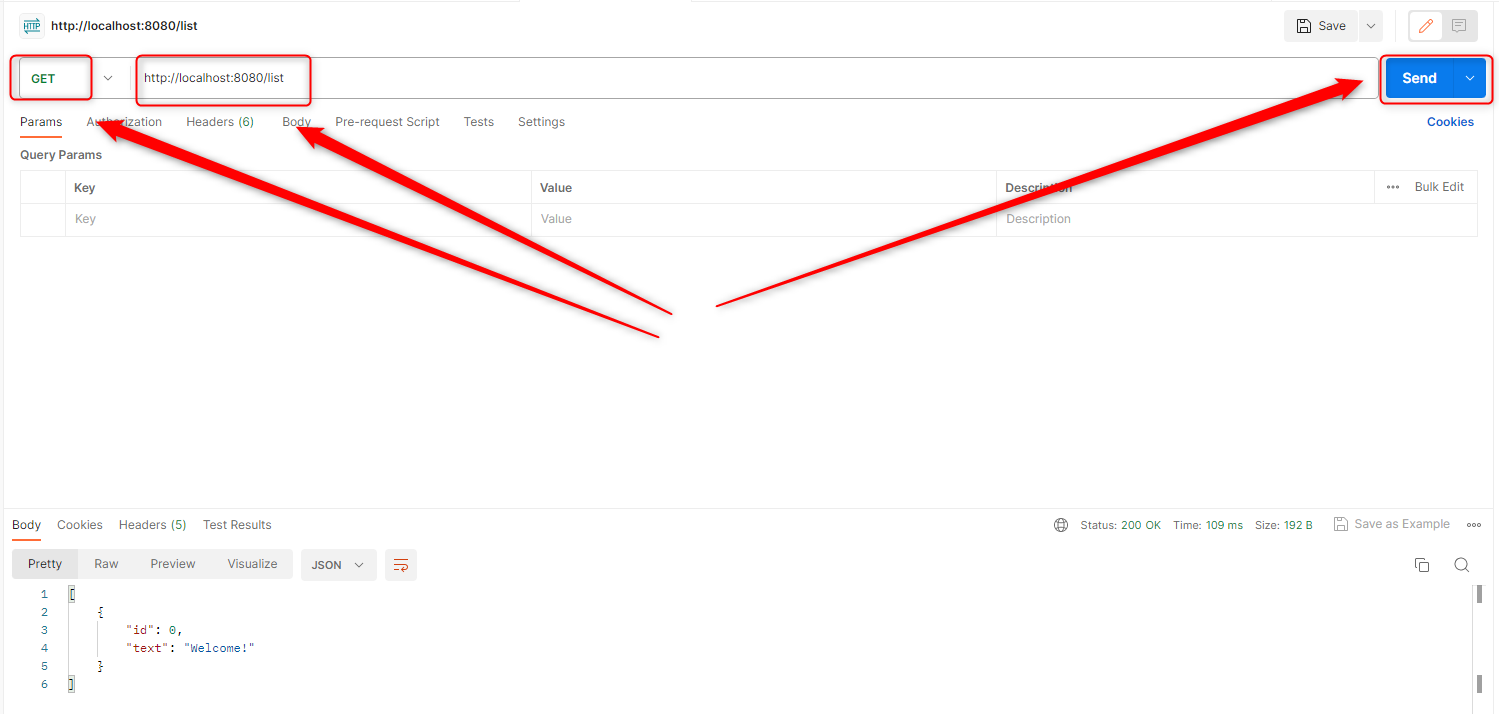 HTTP http://localhost:8080/list Save
GET http://localhost:8080/list Send
Params Authorization Headers (6) Body Pre-request Script Tests Settings Cookies
Query Params
Key Value Description Bulk Edit
Key Value Description
Body Cookies Headers (5) Test Results Status: 200 OK Time: 109 ms Size: 192 B Save as Example
Pretty Raw Preview Visualize JSON
1 [
2 {
3 "id": 0,
4 "text": "Welcome!"
5 }
6 ]